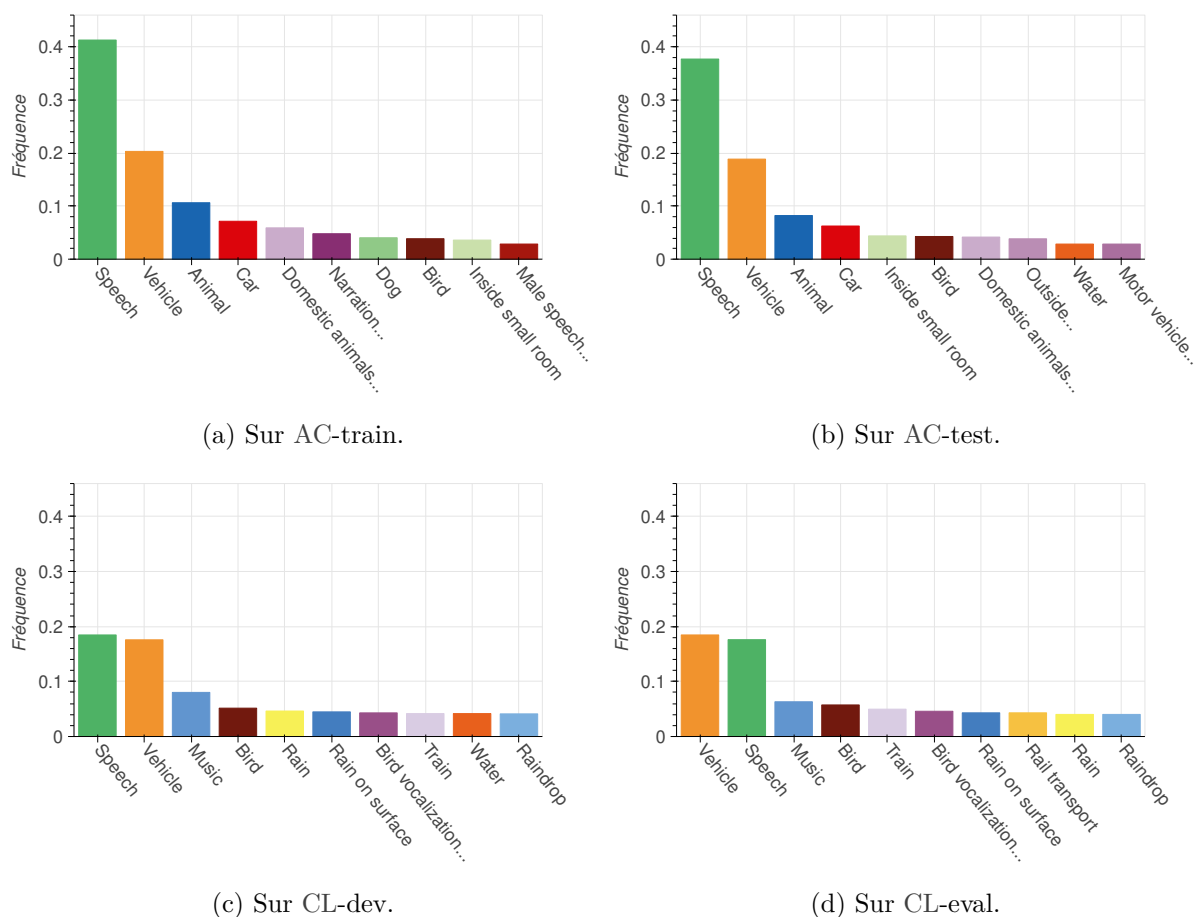 Fréquence
0.4
0.3
0.2
0.1
0
Speech
Vehicle
Animal
Car
Domestic animals...
Narration...
Dog
Bird
Inside small room
Male speech...
(a) Sur AC-train.
Fréquence
0.4
0.3
0.2
0.1
0
Speech
Vehicle
Animal
Car
Inside small room
Bird
Domestic animals...
Outside...
Water
Motor vehicle...
(b) Sur AC-test.
Fréquence
0.4
0.3
0.2
0.1
0
Speech
Vehicle
Music
Bird
Rain
Rain on surface
Bird vocalization...
Train
Water
Raindrop
(c) Sur CL-dev.
Fréquence
0.4
0.3
0.2
0.1
0
Vehicle
Speech
Music
Bird
Train
Bird vocalization...
Rain on surface
Rail transport
Rain
Raindrop
(d) Sur CL-eval.